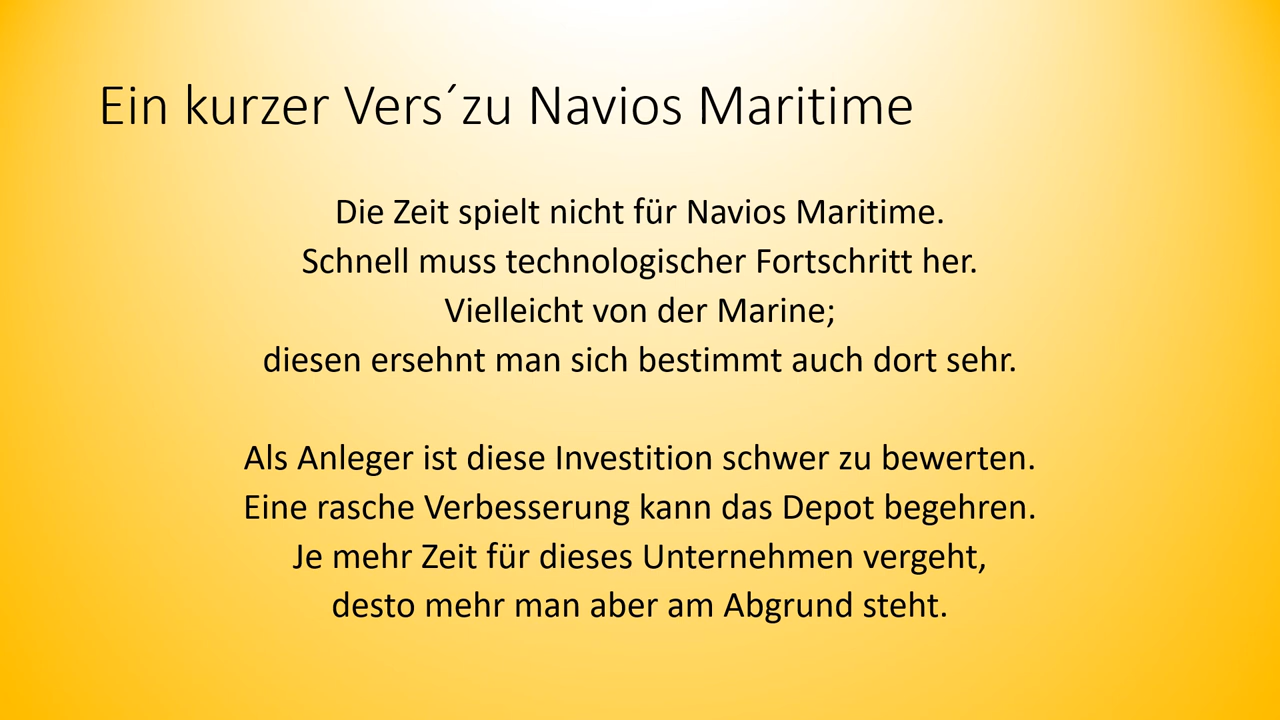 Ein kurzer Vers´zu Navios Maritime
Die Zeit spielt nicht für Navios Maritime.
Schnell muss technologischer Fortschritt her.
Vielleicht von der Marine;
diesen ersehnt man sich bestimmt auch dort sehr.
Als Anleger ist diese Investition schwer zu bewerten.
Eine rasche Verbesserung kann das Depot begehren.
Je mehr Zeit für dieses Unternehmen vergeht,
desto mehr man aber am Abgrund steht.